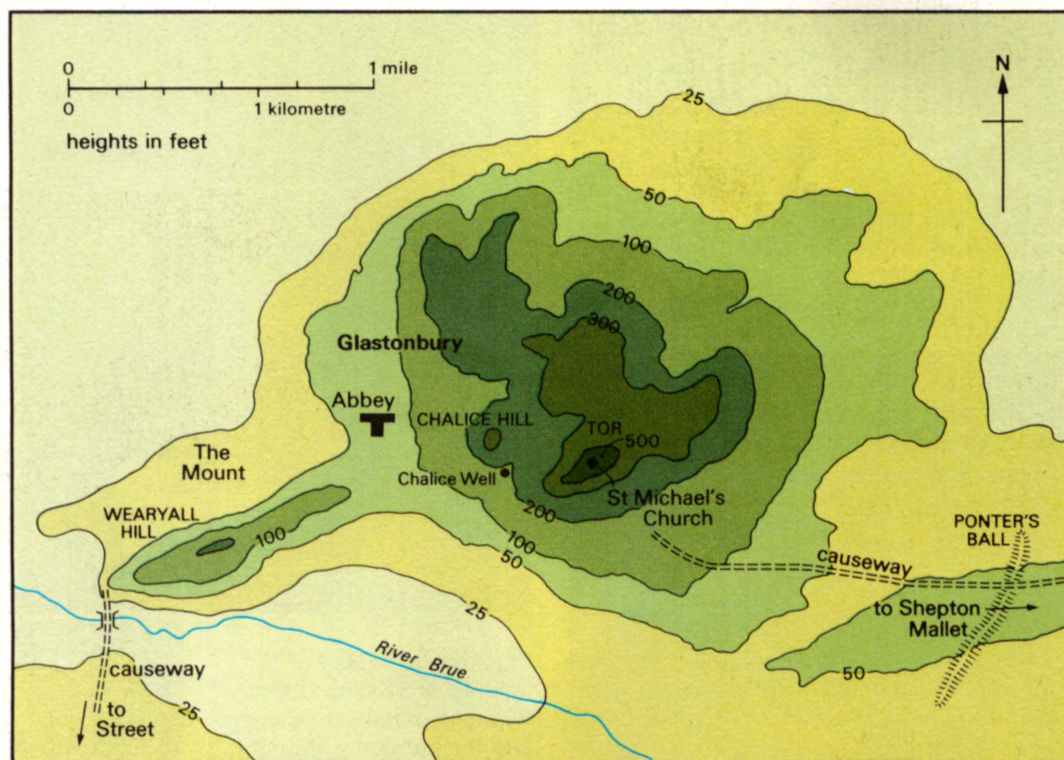 0 1 mile
0 1 kilometre
heights in feet
N
25
50
100
200
300
Glastonbury
Abbey
CHALICE HILL
TOR
500
The
Mount
Chalice Well
St Michael's
Church
200
WEARYALL
HILL
100
100
50
PONTER'S
BALL
causeway
25
to Shepton
Mallet
River Brue
causeway
50
25
to
Street